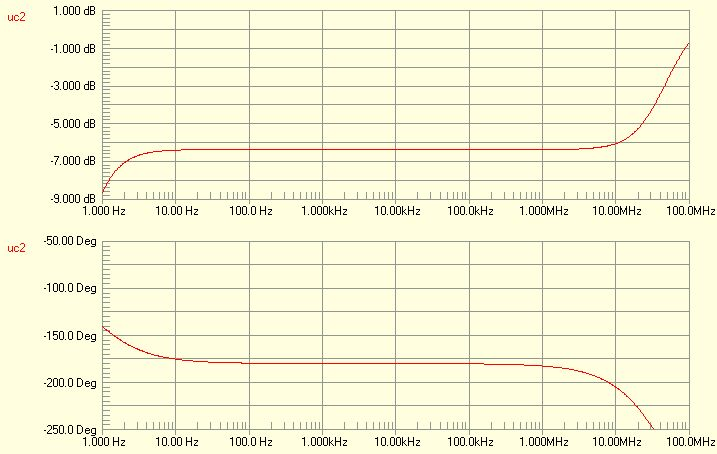 uc2
1.000 dB
-1.000 dB
-3.000 dB
-5.000 dB
-7.000 dB
-9.000 dB
1.000 Hz 10.00 Hz 100.0 Hz 1.000kHz 10.00kHz 100.0kHz 1.000MHz 10.00MHz 100.0MHz
uc2
-50.00 Deg
-100.0 Deg
-150.0 Deg
-200.0 Deg
-250.0 Deg
1.000 Hz 10.00 Hz 100.0 Hz 1.000kHz 10.00kHz 100.0kHz 1.000MHz 10.00MHz 100.0MHz